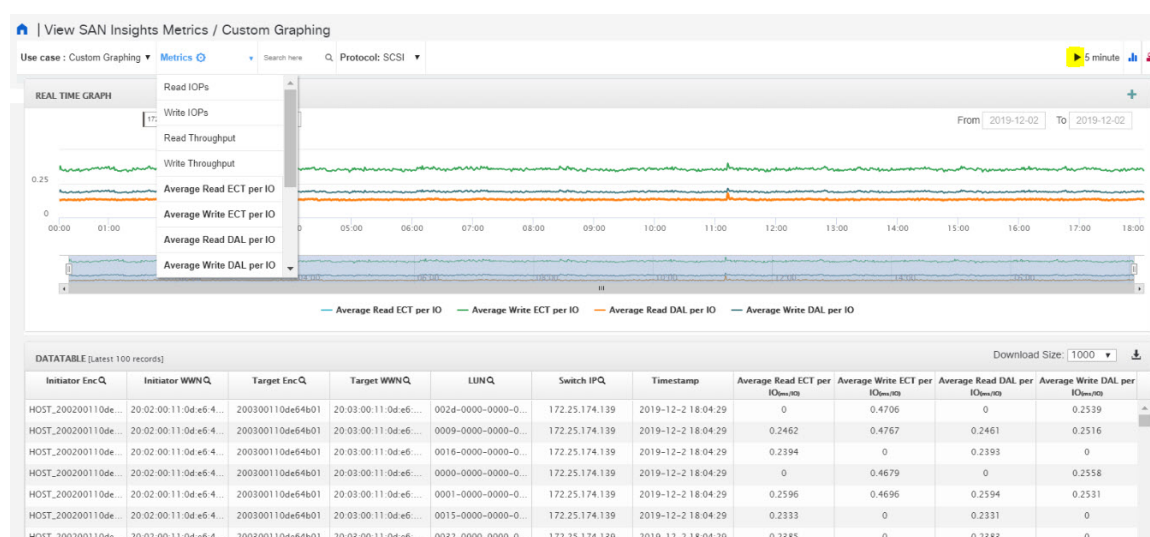 | View SAN Insights Metrics / Custom Graphing
Use case : Custom Graphing ▼ Metrics ▼ Search here Protocol: SCSI ▼ 5 minute
REAL TIME GRAPH +
Read IOPs
Write IOPs
Read Throughput
Write Throughput
Average Read ECT per IO
Average Write ECT per IO
Average Read DAL per IO
Average Write DAL per IO
From 2019-12-02 To 2019-12-02
0.25
0
00:00 01:00 05:00 06:00 07:00 08:00 09:00 10:00 11:00 12:00 13:00 14:00 15:00 16:00 17:00 18:00
06:00 08:00 10:00 12:00 14:00 16:00
Average Read ECT per IO Average Write ECT per IO Average Read DAL per IO Average Write DAL per IO
DATATABLE [Latest 100 records] Download Size: 1000 ▼
Initiator Enc Initiator WWN Target Enc Target WWN LUN Switch IP Timestamp Average Read ECT per IO(ms/IO) Average Write ECT per IO(ms/IO) Average Read DAL per IO(ms/IO) Average Write DAL per IO(ms/IO)
HOST_200200110de... 20:02:00:11:0d:e6:4... 200300110de64b01 20:03:00:11:0d:e6:... 002d-0000-0000-0... 172.25.174.139 2019-12-2 18:04:29 0 0.4706 0 0.2539
HOST_200200110de... 20:02:00:11:0d:e6:4... 200300110de64b01 20:03:00:11:0d:e6:... 0009-0000-0000-0... 172.25.174.139 2019-12-2 18:04:29 0.2462 0.4767 0.2461 0.2516
HOST_200200110de... 20:02:00:11:0d:e6:4... 200300110de64b01 20:03:00:11:0d:e6:... 0016-0000-0000-0... 172.25.174.139 2019-12-2 18:04:29 0.2394 0 0.2393 0
HOST_200200110de... 20:02:00:11:0d:e6:4... 200300110de64b01 20:03:00:11:0d:e6:... 0000-0000-0000-0... 172.25.174.139 2019-12-2 18:04:29 0 0.4679 0 0.2558
HOST_200200110de... 20:02:00:11:0d:e6:4... 200300110de64b01 20:03:00:11:0d:e6:... 0001-0000-0000-0... 172.25.174.139 2019-12-2 18:04:29 0.2596 0.4696 0.2594 0.2531
HOST_200200110de... 20:02:00:11:0d:e6:4... 200300110de64b01 20:03:00:11:0d:e6:... 0015-0000-0000-0... 172.25.174.139 2019-12-2 18:04:29 0.2333 0 0.2331 0